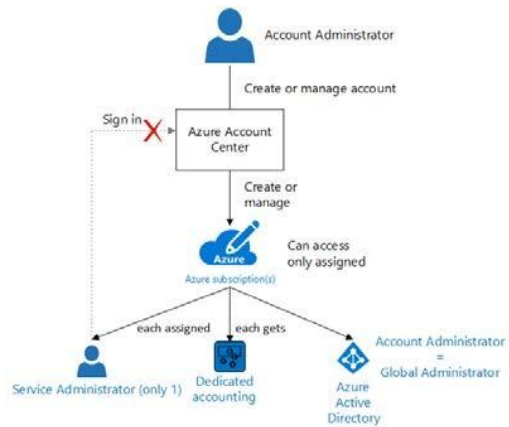 Account Administrator
Create or manage account
Sign in
Azure Account
Center
Create or
manage
Azure
Can access
only assigned
Azure subscription(s)
each assigned
each gets
Service Administrator (only 1)
Dedicated
accounting
Azure
Active
Directory
Account Administrator
=
Global Administrator